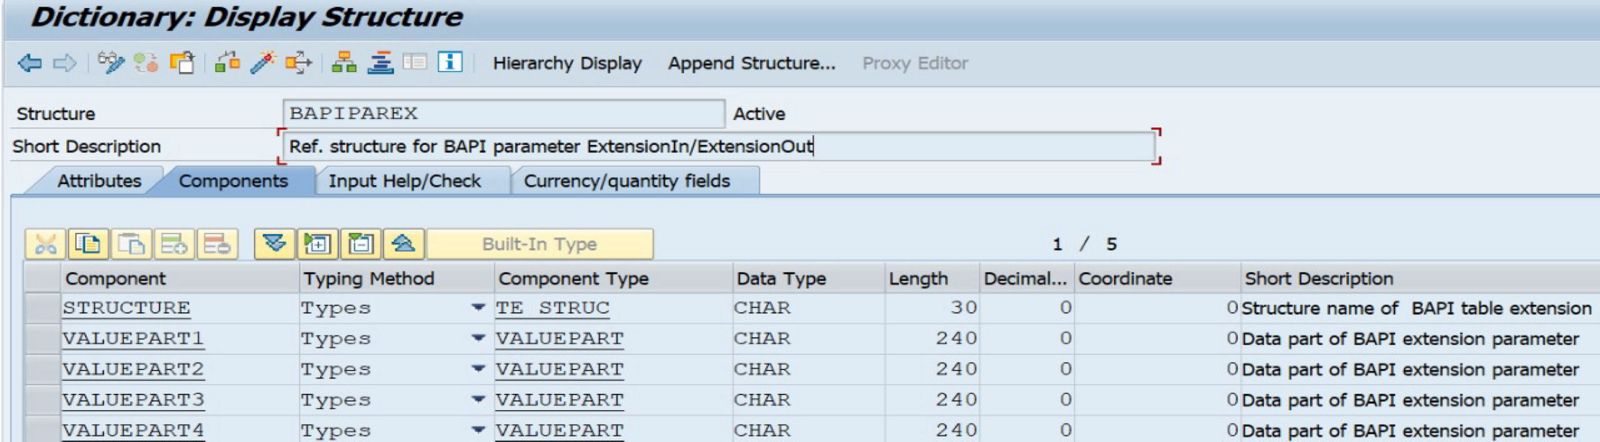 Dictionary: Display Structure
Hierarchy Display Append Structure... Proxy Editor
Structure BAPIPAREX Active
Short Description Ref. structure for BAPI parameter ExtensionIn/ExtensionOut
Attributes Components Input Help/Check Currency/quantity fields
Built-In Type 1 / 5
Component Typing Method Component Type Data Type Length Decimal... Coordinate Short Description
STRUCTURE Types TE_STRUC CHAR 30 0 0 Structure name of BAPI table extension
VALUEPART1 Types VALUEPART CHAR 240 0 0 Data part of BAPI extension parameter
VALUEPART2 Types VALUEPART CHAR 240 0 0 Data part of BAPI extension parameter
VALUEPART3 Types VALUEPART CHAR 240 0 0 Data part of BAPI extension parameter
VALUEPART4 Types VALUEPART CHAR 240 0 0 Data part of BAPI extension parameter